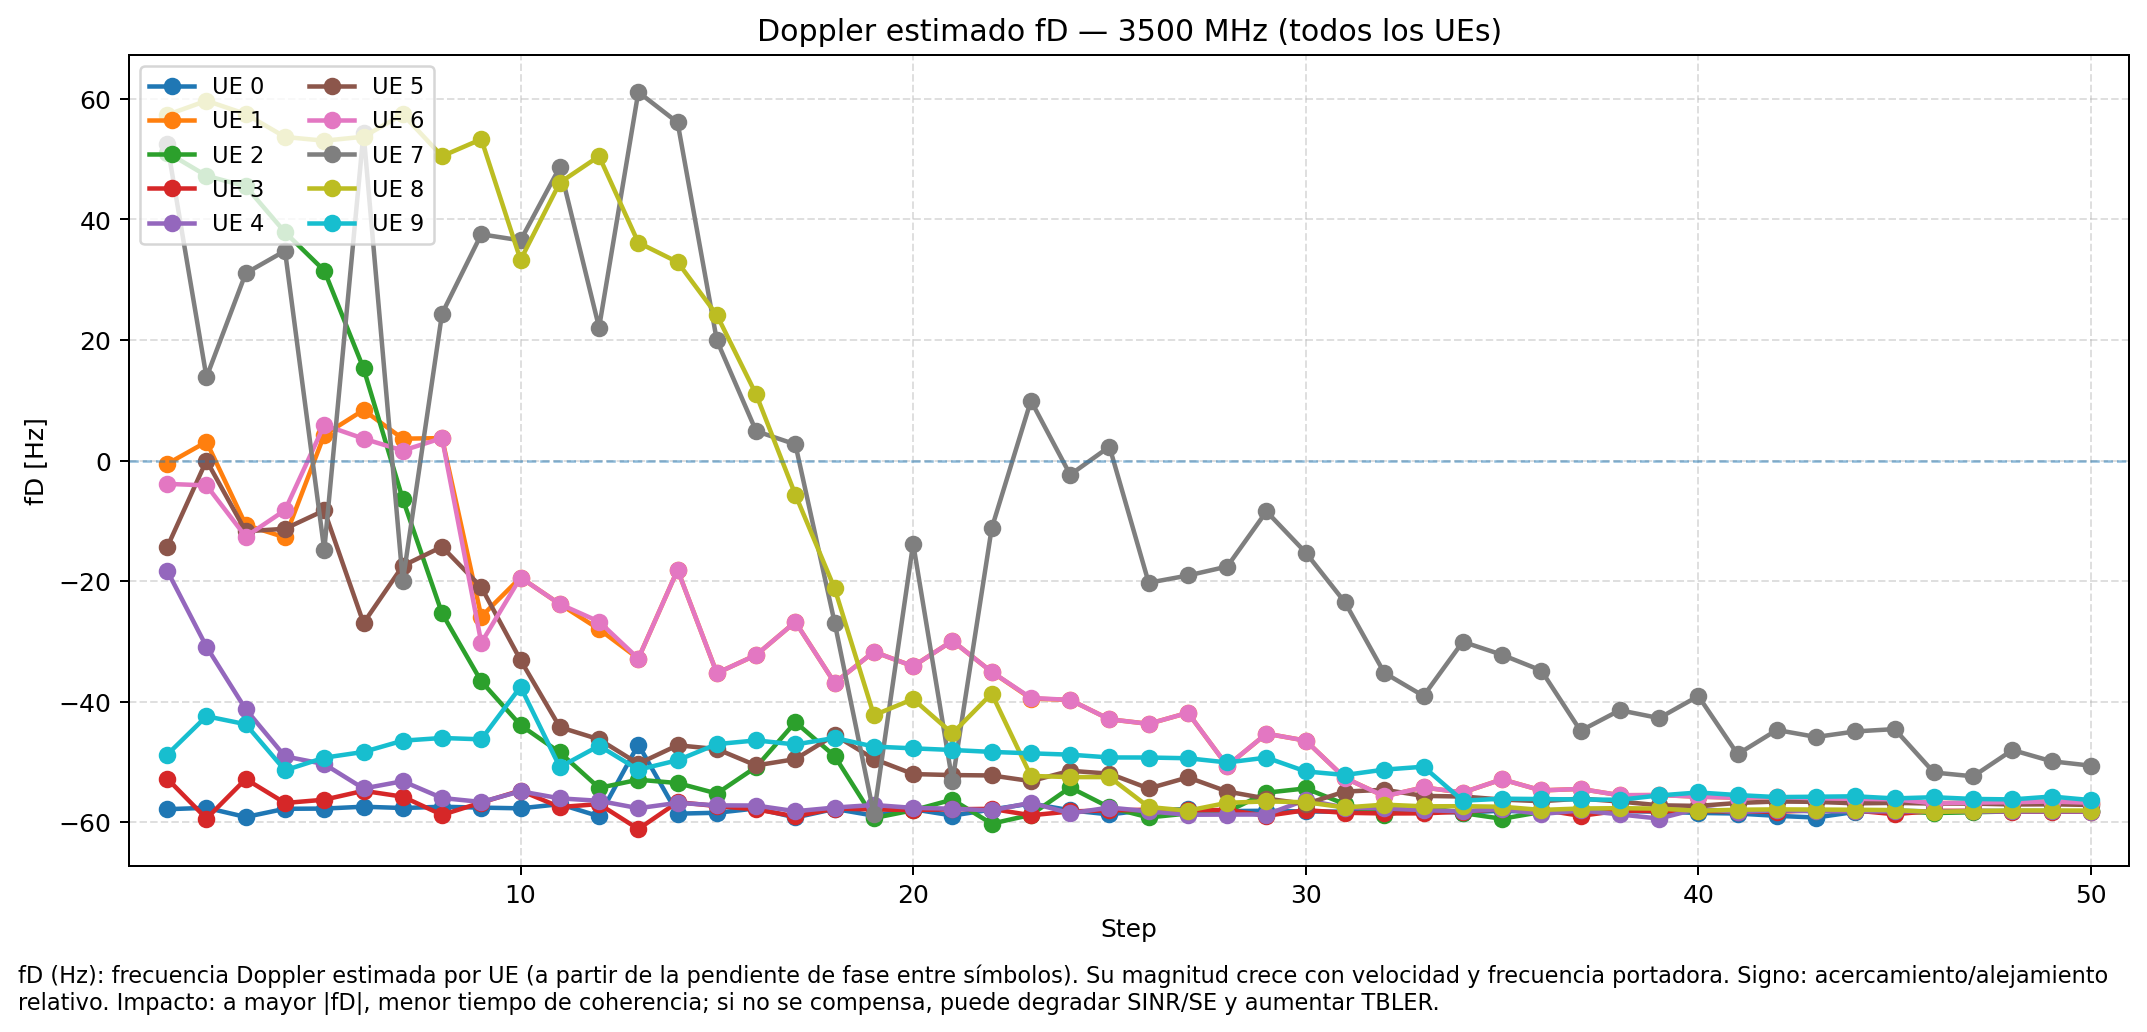 Doppler estimado fD — 3500 MHz (todos los UEs)
UE 0
UE 1
UE 2
UE 3
UE 4
UE 5
UE 6
UE 7
UE 8
UE 9
60
40
20
0
−20
−40
−60
fD [Hz]
10
20
30
40
50
Step
fD (Hz): frecuencia Doppler estimada por UE (a partir de la pendiente de fase entre símbolos). Su magnitud crece con velocidad y frecuencia portadora. Signo: acercamiento/alejamiento
relativo. Impacto: a mayor |fD|, menor tiempo de coherencia; si no se compensa, puede degradar SINR/SE y aumentar TBLER.